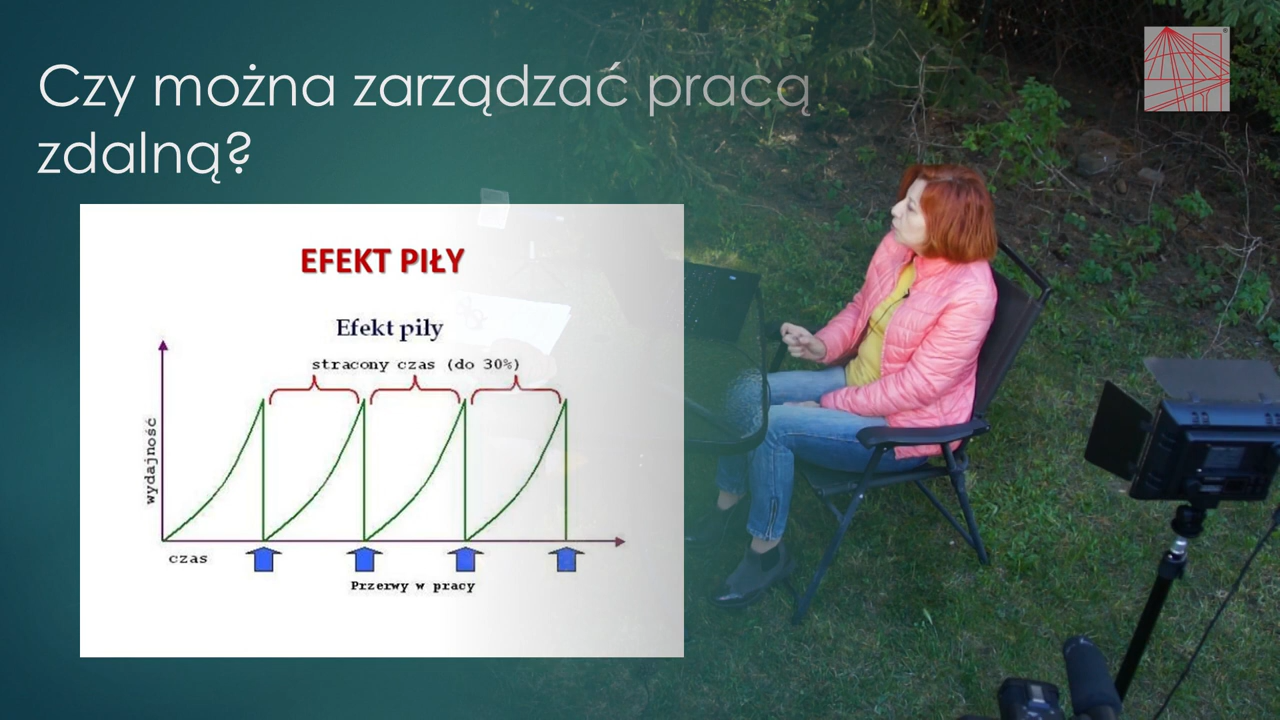 Czy można zarządzać pracą
zdalną?
EFEKT PIŁY
Efekt piły
stracony czas (do 30%)
wydajność
czas
Przerwy w pracy